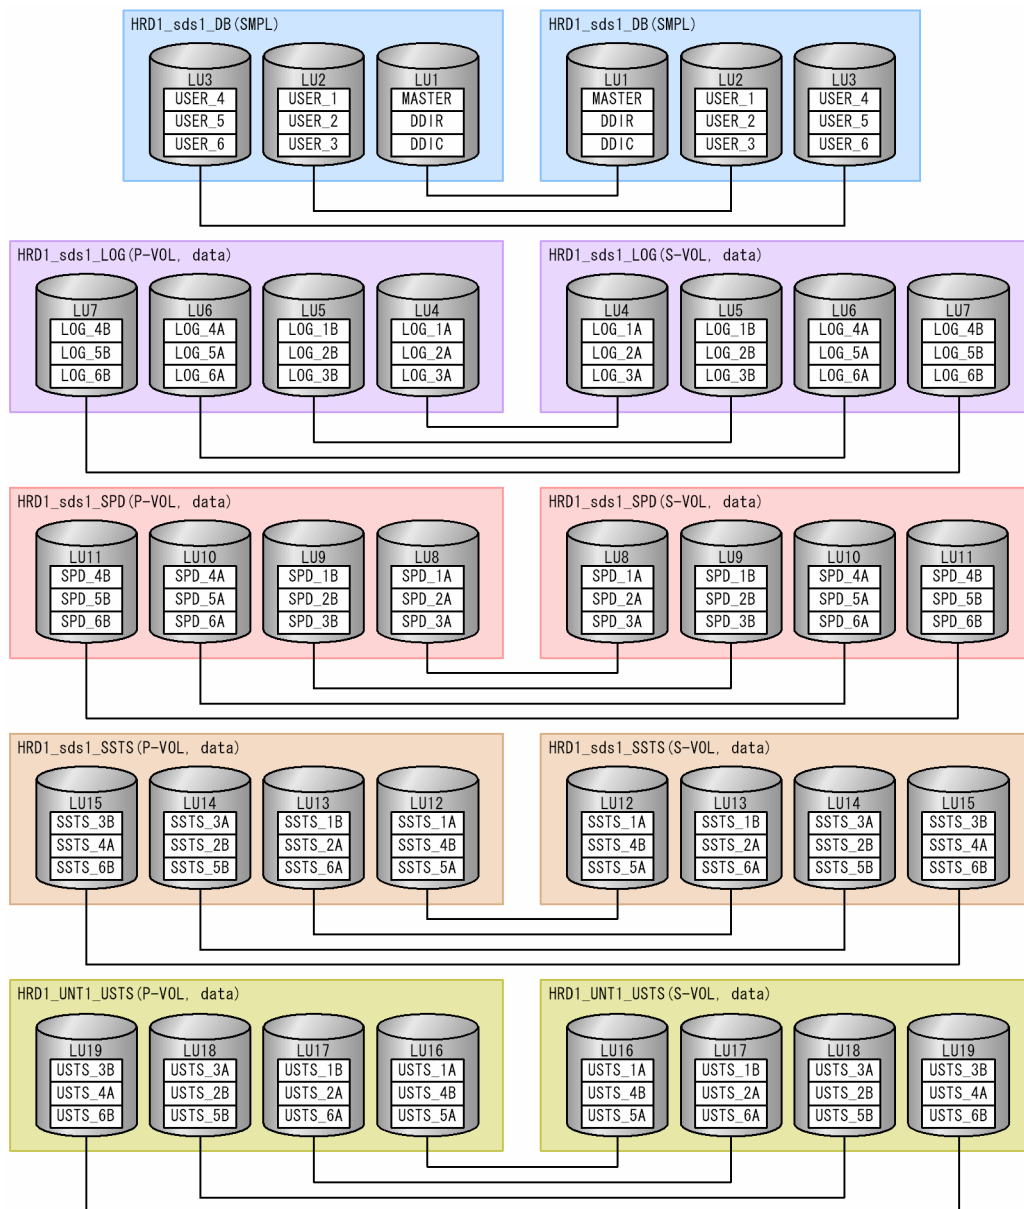 HRD1_sds1_DB(SMPL)
LU3
USER_4
USER_5
USER_6
LU2
USER_1
USER_2
USER_3
LU1
MASTER
DDIR
DDIC
HRD1_sds1_DB(SMPL)
LU1
MASTER
DDIR
DDIC
LU2
USER_1
USER_2
USER_3
LU3
USER_4
USER_5
USER_6
HRD1_sds1_LOG(P-VOL, data)
LU7
LOG_4B
LOG_5B
LOG_6B
LU6
LOG_4A
LOG_5A
LOG_6A
LU5
LOG_1B
LOG_2B
LOG_3B
LU4
LOG_1A
LOG_2A
LOG_3A
HRD1_sds1_LOG(S-VOL, data)
LU4
LOG_1A
LOG_2A
LOG_3A
LU5
LOG_1B
LOG_2B
LOG_3B
LU6
LOG_4A
LOG_5A
LOG_6A
LU7
LOG_4B
LOG_5B
LOG_6B
HRD1_sds1_SPD(P-VOL, data)
LU11
SPD_4B
SPD_5B
SPD_6B
LU10
SPD_4A
SPD_5A
SPD_6A
LU9
SPD_1B
SPD_2B
SPD_3B
LU8
SPD_1A
SPD_2A
SPD_3A
HRD1_sds1_SPD(S-VOL, data)
LU8
SPD_1A
SPD_2A
SPD_3A
LU9
SPD_1B
SPD_2B
SPD_3B
LU10
SPD_4A
SPD_5A
SPD_6A
LU11
SPD_4B
SPD_5B
SPD_6B
HRD1_sds1_SSTS(P-VOL, data)
LU15
SSTS_3B
SSTS_4A
SSTS_6B
LU14
SSTS_3A
SSTS_2B
SSTS_5B
LU13
SSTS_1B
SSTS_2A
SSTS_6A
LU12
SSTS_1A
SSTS_4B
SSTS_5A
HRD1_sds1_SSTS(S-VOL, data)
LU12
SSTS_1A
SSTS_4B
SSTS_5A
LU13
SSTS_1B
SSTS_2A
SSTS_6A
LU14
SSTS_3A
SSTS_2B
SSTS_5B
LU15
SSTS_3B
SSTS_4A
SSTS_6B
HRD1_UNT1_USTS(P-VOL, data)
LU19
USTS_3B
USTS_4A
USTS_6B
LU18
USTS_3A
USTS_2B
USTS_5B
LU17
USTS_1B
USTS_2A
USTS_6A
LU16
USTS_1A
USTS_4B
USTS_5A
HRD1_UNT1_USTS(S-VOL, data)
LU16
USTS_1A
USTS_4B
USTS_5A
LU17
USTS_1B
USTS_2A
USTS_6A
LU18
USTS_3A
USTS_2B
USTS_5B
LU19
USTS_3B
USTS_4A
USTS_6B